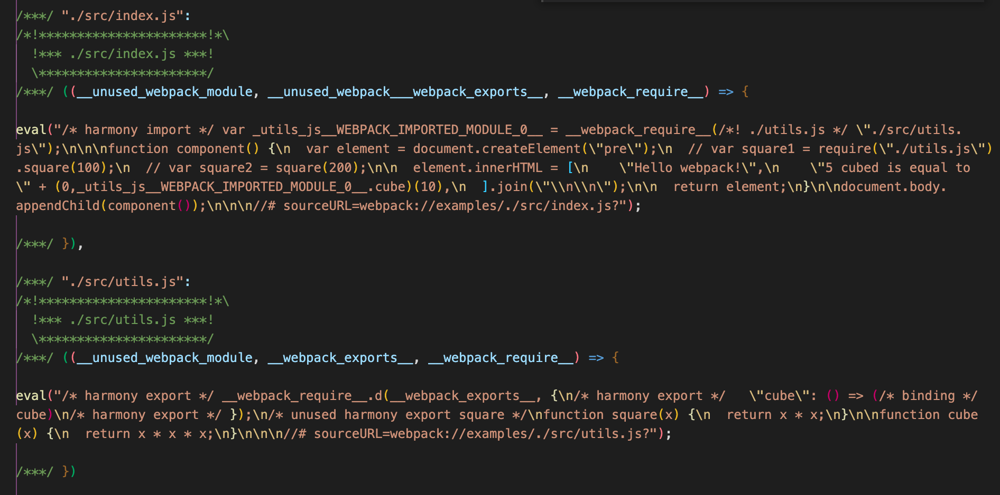 /***/ "./src/index.js":
/*!**********************!*\
  !*** ./src/index.js ***!
  \**********************/
/***/ ((__unused_webpack_module, __unused_webpack___webpack_exports__, __webpack_require__) => {
eval("/* harmony import */ var _utils_js__WEBPACK_IMPORTED_MODULE_0__ = __webpack_require__(/*! ./utils.js */ \"./src/utils.
js\");\n\n\nfunction component() {\n  var element = document.createElement(\"pre\");\n  // var square1 = require(\"./utils.js\")
.square(100);\n  // var square2 = square(200);\n\n  element.innerHTML = [\n    \"Hello webpack!\",\n    \"5 cubed is equal to
\" + (0,_utils_js__WEBPACK_IMPORTED_MODULE_0__.cube)(10),\n  ].join(\"\\n\\n\");\n\n  return element;\n}\n\ndocument.body.
appendChild(component());\n\n\n//# sourceURL=webpack://examples/./src/index.js?");
/***/ }),
/***/ "./src/utils.js":
/*!**********************!*\
  !*** ./src/utils.js ***!
  \**********************/
/***/ ((__unused_webpack_module, __webpack_exports__, __webpack_require__) => {
eval("/* harmony export */ __webpack_require__.d(__webpack_exports__, {\n/* harmony export */   \"cube\": () => (/* binding */
cube)\n/* harmony export */ });\n/* unused harmony export square */\nfunction square(x) {\n  return x * x;\n}\n\nfunction cube
(x) {\n  return x * x * x;\n}\n\n\n//# sourceURL=webpack://examples/./src/utils.js?");
/***/ })